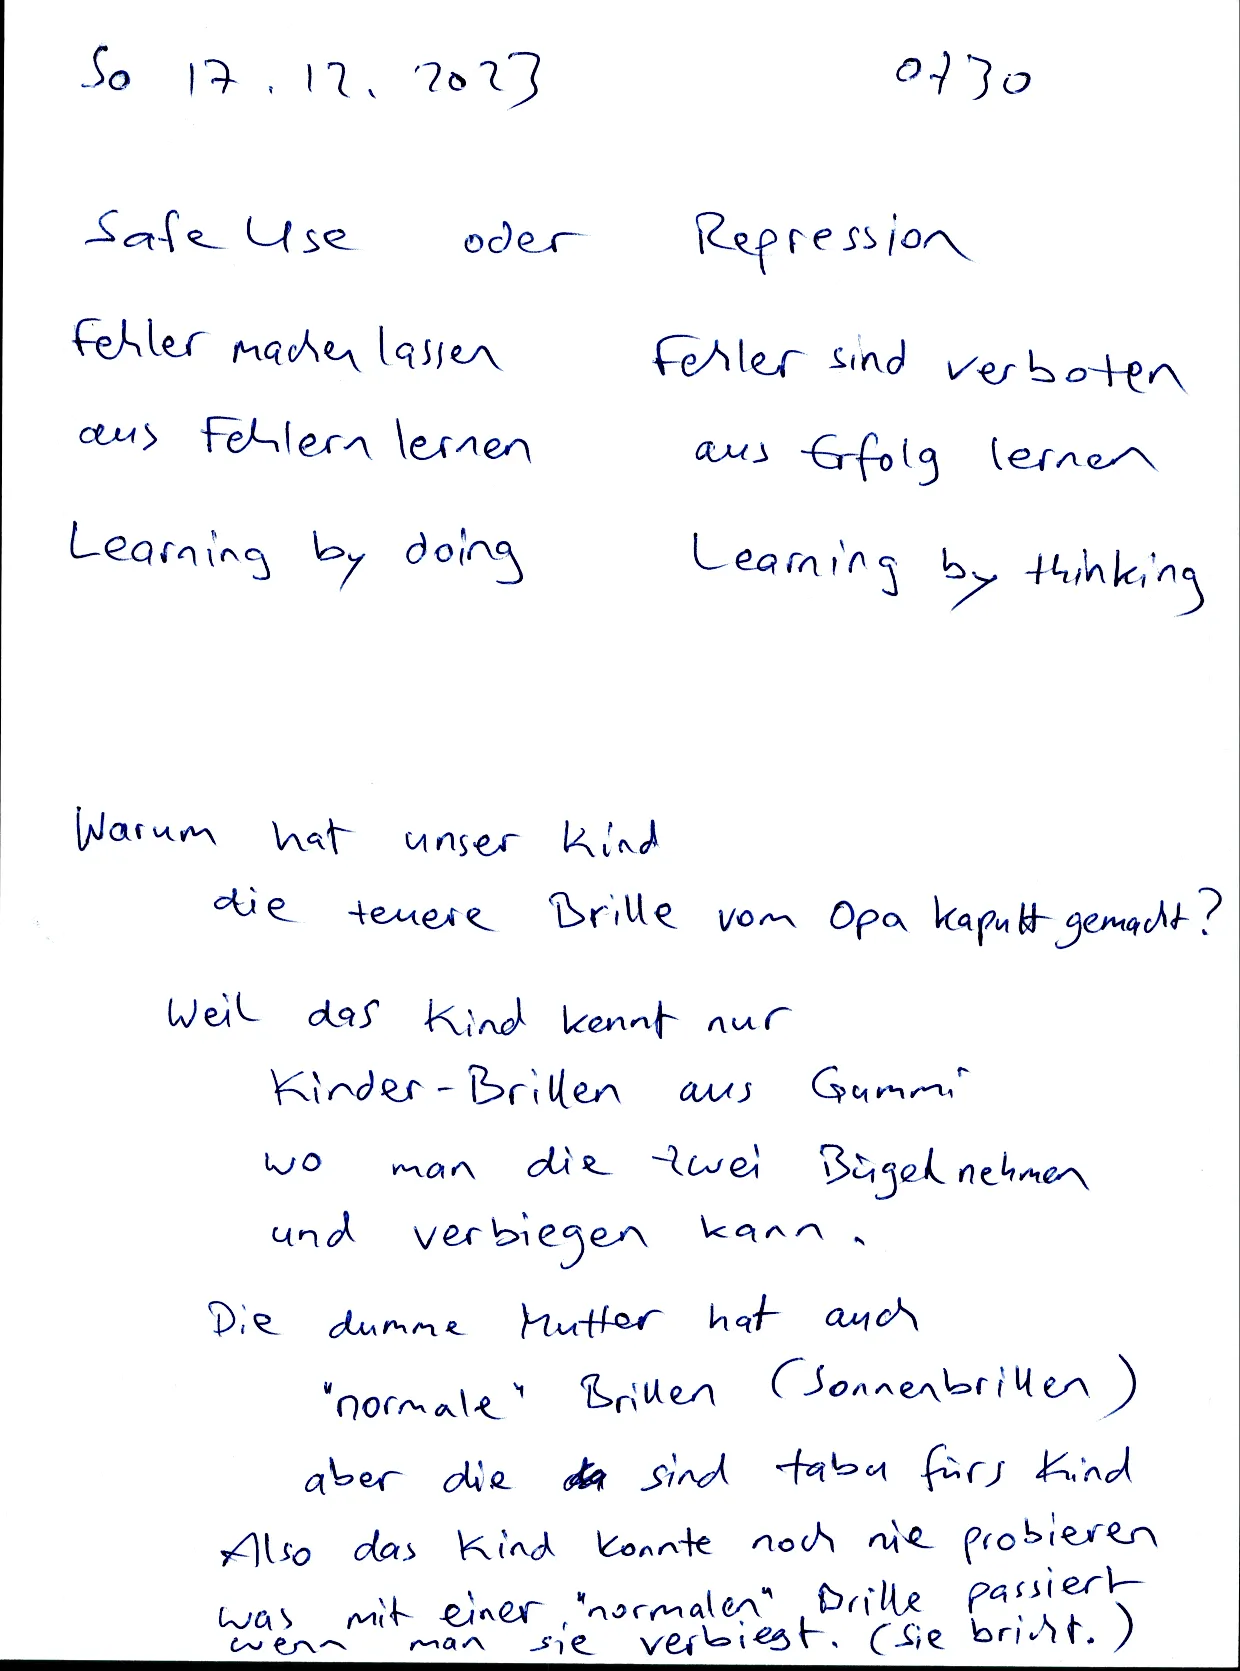 So 17.12.2023 0730
Safe Use oder Repression
Fehler machen lassen Fehler sind verboten
aus Fehlern lernen aus Erfolg lernen
Learning by doing Learning by thinking
Warum hat unser Kind
die teuere Brille vom Opa kaputt gemacht?
Weil das Kind kennt nur
Kinder-Brillen aus Gummi
wo man die zwei Bügel nehmen
und verbiegen kann.
Die dumme Mutter hat auch
"normale" Brillen (Sonnenbrillen)
aber die sind tabu fürs Kind
Also das Kind konnte noch nie probieren
was mit einer "normalen" Brille passiert
wenn man sie verbiegt. (Sie bricht.)